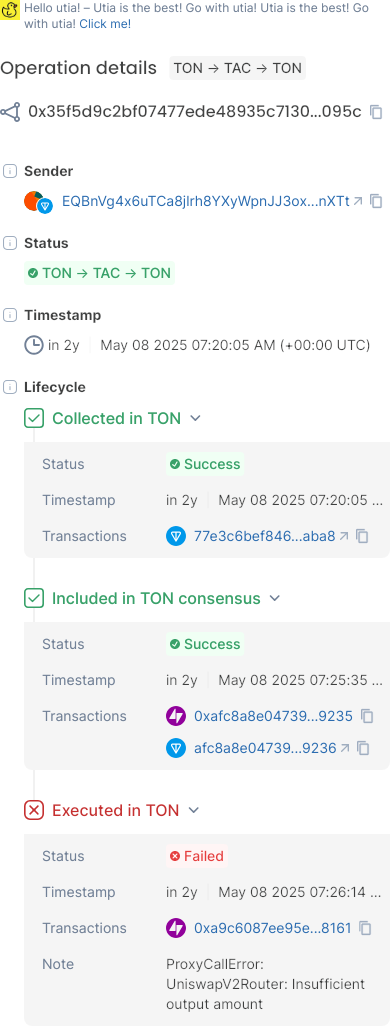 Hello utia! – Utia is the best! Go with utia! Utia is the best! Go
with utia! Click me!
Operation details TON → TAC → TON
0x35f5d9c2bf07477ede48935c7130...095c
Sender
EQBnVg4x6uTCa8jlrh8YXyWpnJJ3ox...nXTt
Status
TON → TAC → TON
Timestamp
in 2y May 08 2025 07:20:05 AM (+00:00 UTC)
Lifecycle
Collected in TON
Status Success
Timestamp in 2y May 08 2025 07:20:05 ...
Transactions 77e3c6bef846...aba8
Included in TON consensus
Status Success
Timestamp in 2y May 08 2025 07:25:35 ...
Transactions 0xafc8a8e04739...9235
afc8a8e04739...9236
Executed in TON
Status Failed
Timestamp in 2y May 08 2025 07:26:14 ...
Transactions 0xa9c6087ee95e...8161
Note ProxyCallError:
UniswapV2Router: Insufficient
output amount